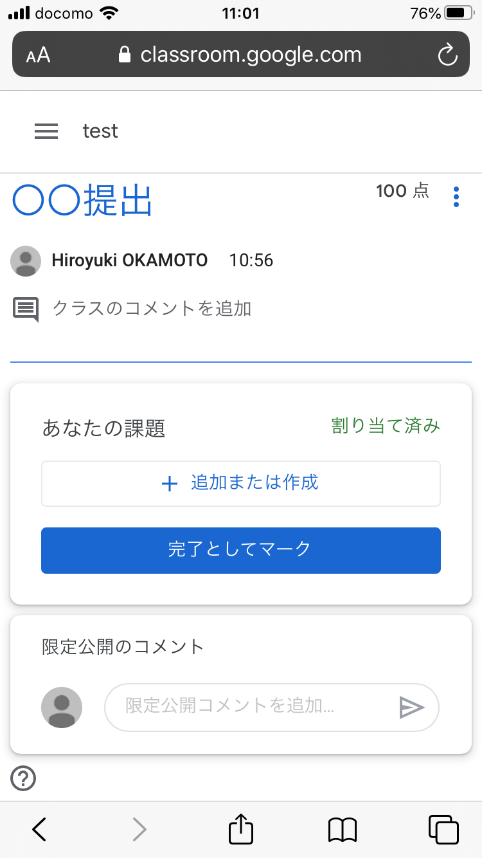 docomo 11:01 76%
AA classroom.google.com
test
〇〇提出 100 点
Hiroyuki OKAMOTO 10:56
クラスのコメントを追加
あなたの課題 割り当て済み
+ 追加または作成
完了としてマーク
限定公開のコメント
限定公開コメントを追加...